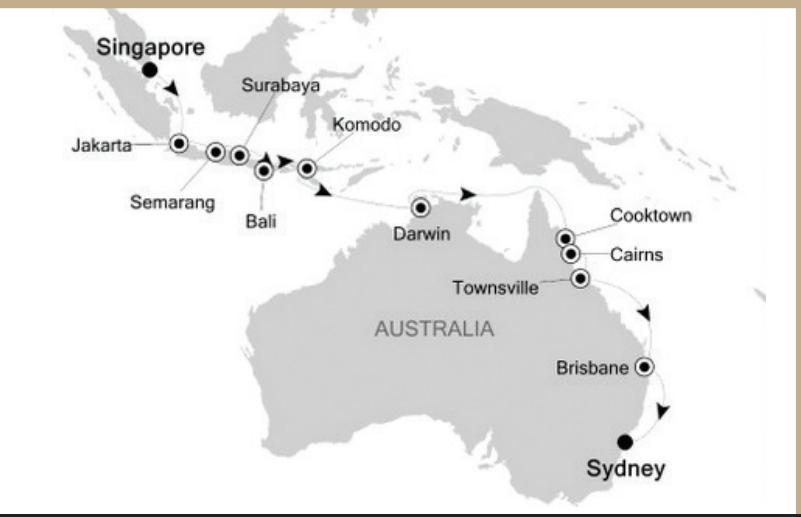 Singapore
Surabaya
Komodo
Jakarta
Semarang
Bali
Darwin
Cooktown
Cairns
Townsville
AUSTRALIA
Brisbane
Sydney